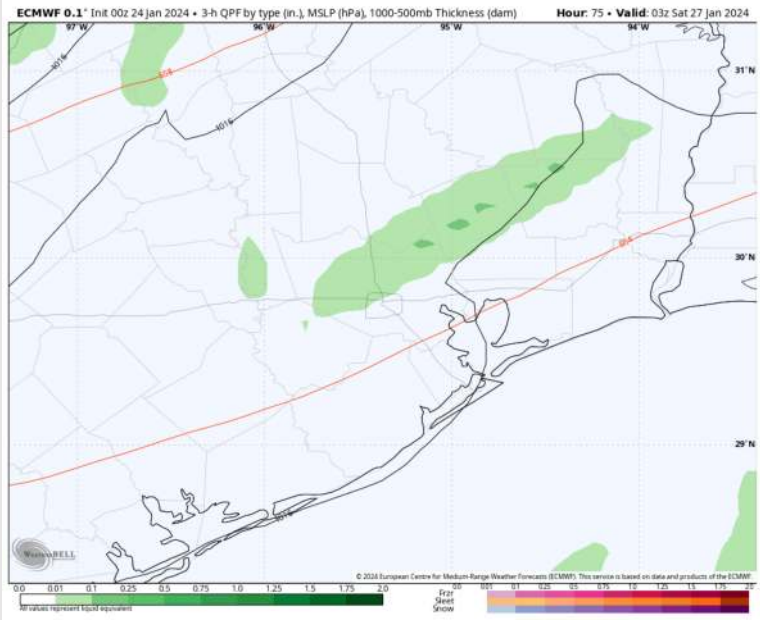 ECMWF 0.1° Init 00z 24 Jan 2024 • 3-h QPF by type (in.), MSLP (hPa), 1000-500mb Thickness (dam) Hour: 75 • Valid: 03z Sat 27 Jan 2024
97°W 96°W 95°W 94°W
1016
558
31°N
1016
558
30°N
29°N
1016
WeatherBELL
© 2024 European Centre for Medium-Range Weather Forecasts (ECMWF). This service is based on data and products of the ECMWF.
0.0 0.01 0.1 0.25 0.5 0.75 1.0 1.25 1.5 1.75 2.0
0.01 0.1 0.25 0.5 0.75 1.0 1.25 1.5 1.75 2.0
All values represent liquid equivalent
Frzr
Sleet
Snow